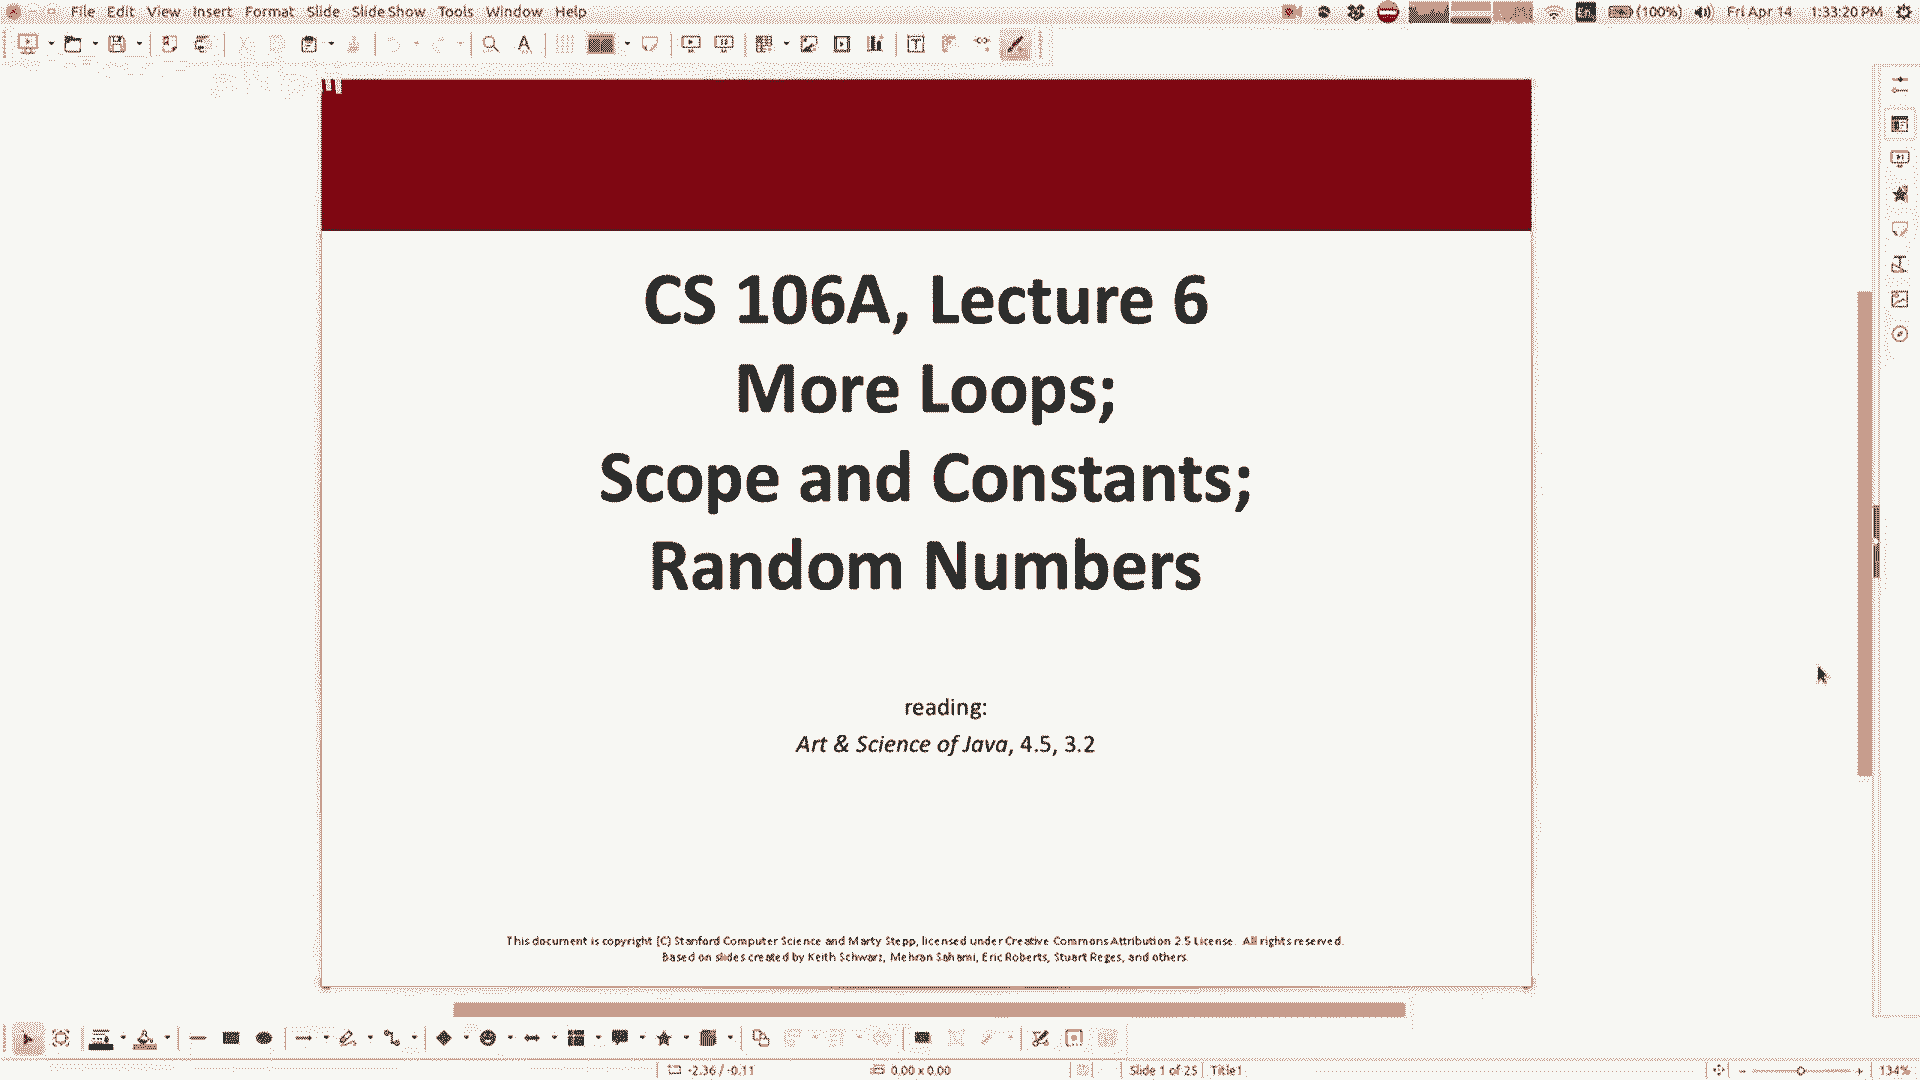 File Edit View Insert Format Slide Slide Show Tools Window Help
En (100%) Fri Apr 14 1:33:20 PM
CS 106A, Lecture 6
More Loops;
Scope and Constants;
Random Numbers
reading:
Art & Science of Java, 4.5, 3.2
This document is copyright (C) Stanford Computer Science and Marty Stepp, licensed under Creative Commons Attribution 2.5 License. All rights reserved.
Based on slides created by Keith Schwarz, Mehran Sahami, Eric Roberts, Stuart Reges, and others.
-2.36 / -0.11 0.00 x 0.00 Slide 1 of 25 Title1 134%